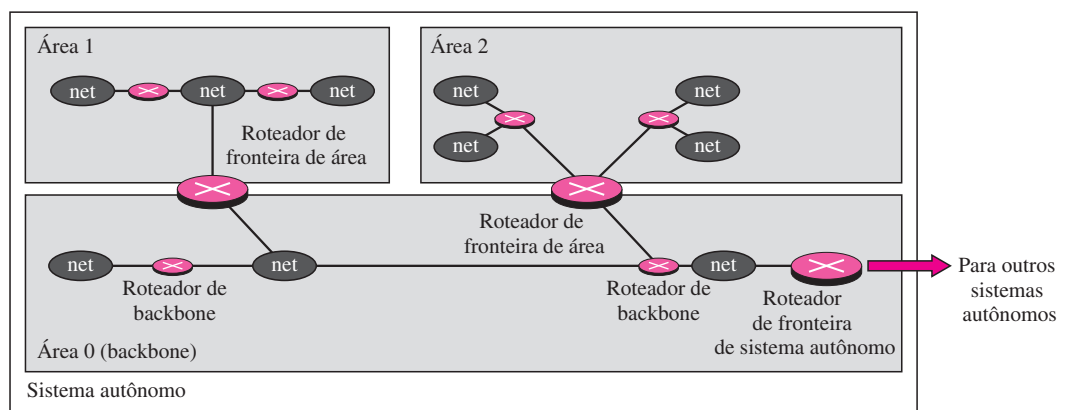 Área 1
net
net
net
Roteador de
fronteira de área
Área 2
net
net
net
net
Roteador de
fronteira de área
net
Roteador de
backbone
net
Roteador de
backbone
net
Roteador
de fronteira
de sistema autônomo
Para outros
sistemas
autônomos
Área 0 (backbone)
Sistema autônomo